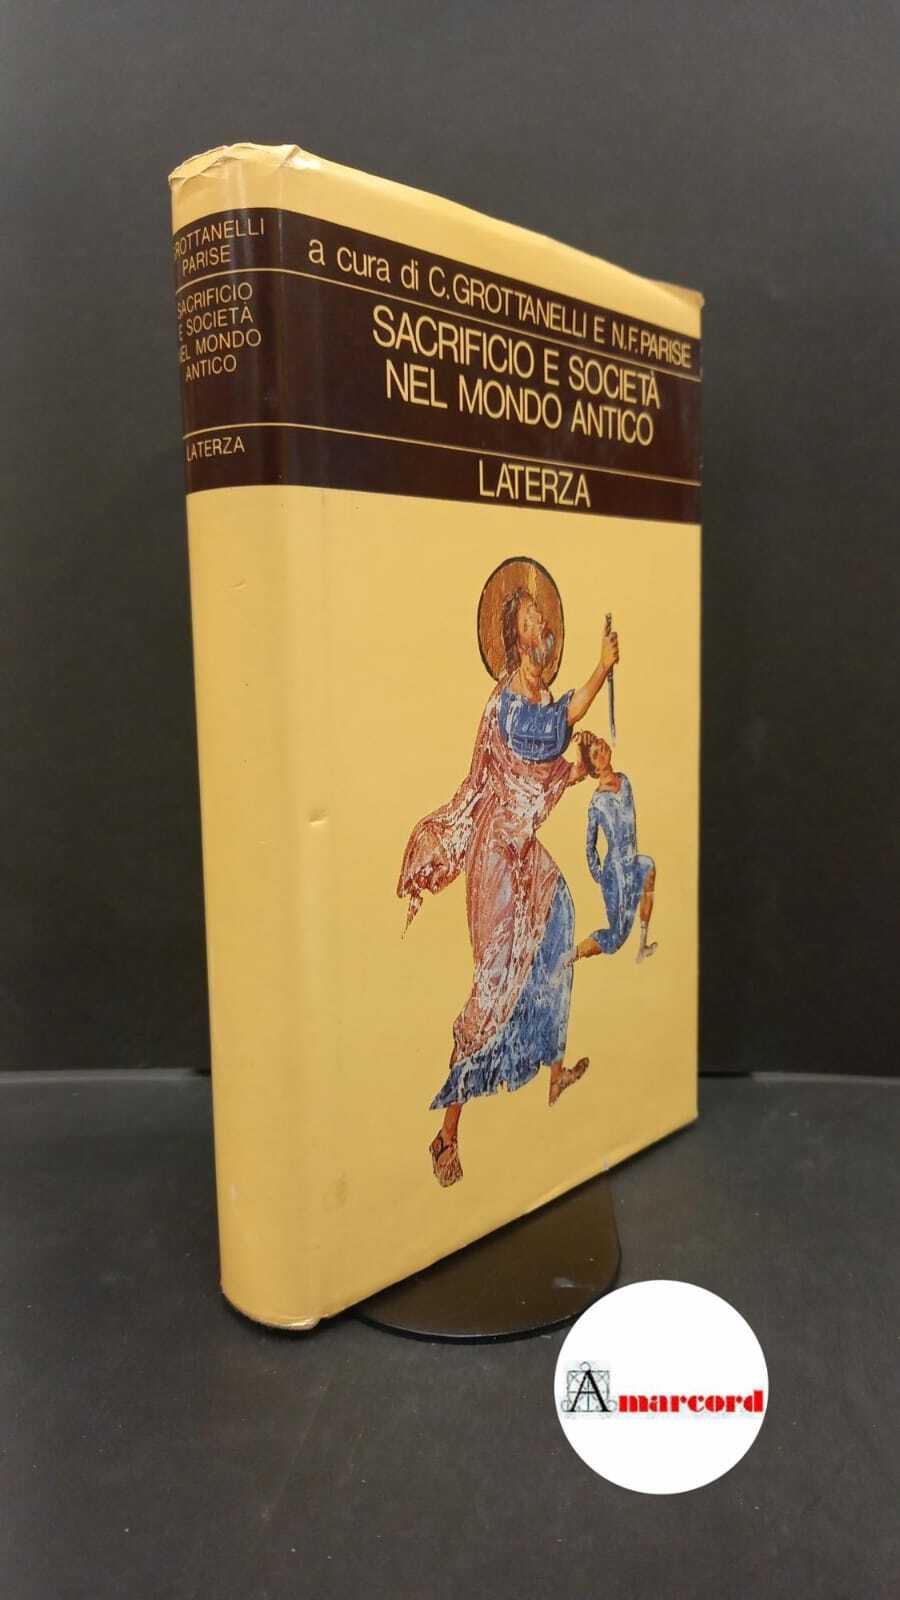 GROTTANELLI
PARISE
SACRIFICIO
E SOCIETÀ
NEL MONDO
ANTICO
LATERZA
a cura di C. GROTTANELLI E N.F. PARISE
SACRIFICIO E SOCIETÀ
NEL MONDO ANTICO
LATERZA
Amarcord